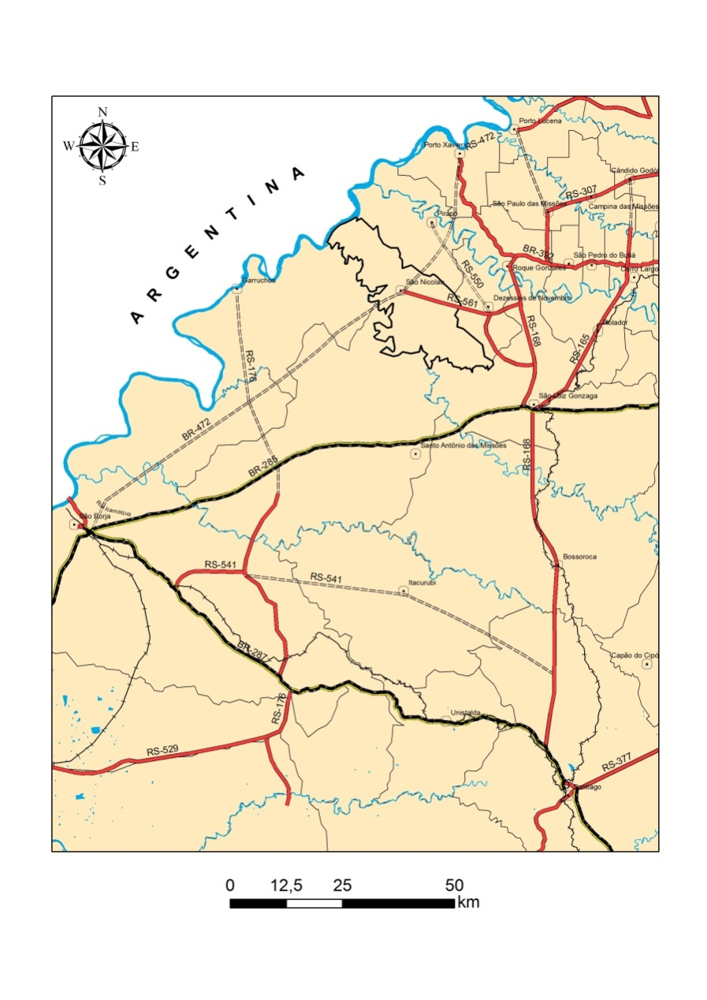 N
W E
S
ARGENTINA
Porto Lucena
Porto Xavier
RS-472
Cândido Godói
RS-307
São Paulo das Missões
Campina das Missões
Pirapó
BR-392
São Pedro do Butiá
Roque Gonzales
Cerro Largo
RS-550
Garruchos
São Nicolau
RS-561
Dezesseis de Novembro
RS-168
Rolador
RS-165
RS-176
São Luiz Gonzaga
BR-472
Santo Antônio das Missões
RS-168
BR-285
São Borja
Bossoroca
RS-541
RS-541
Itacurubi
BR-287
Capão do Cipó
RS-176
Unistalda
RS-529
RS-377
Santiago
0 12,5 25 50
km